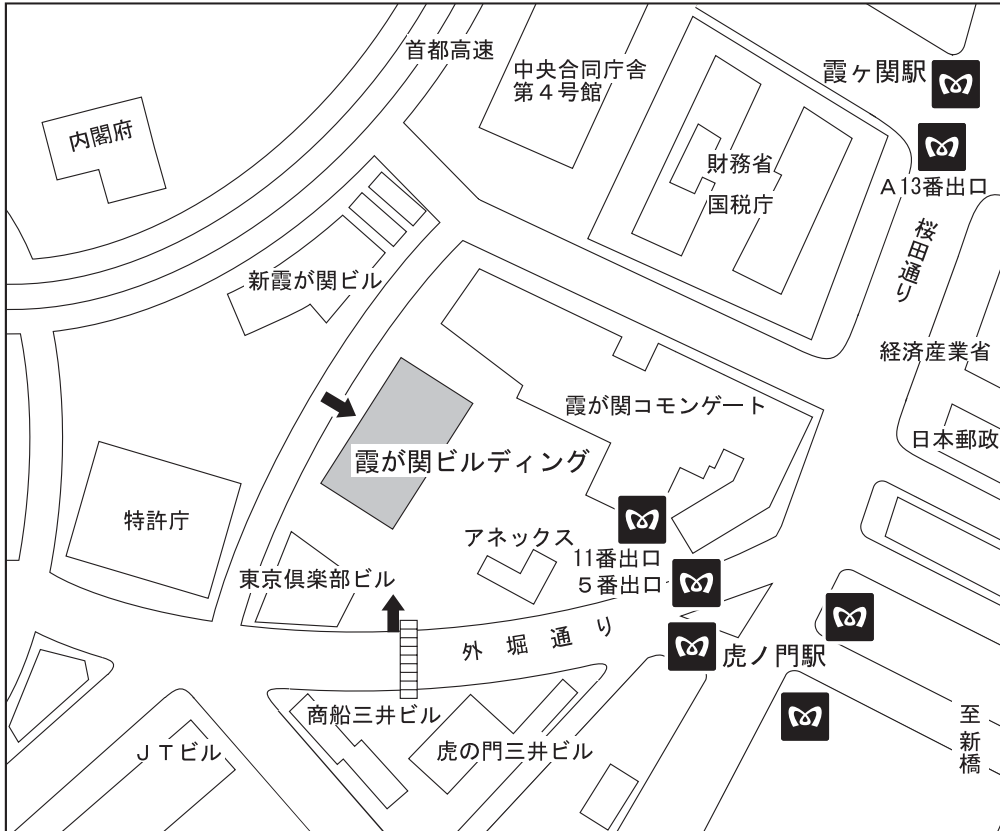 首都高速
中央合同庁舎
第４号館
霞ヶ関駅
内閣府
財務省
国税庁
Ａ13番出口
桜田通り
新霞が関ビル
経済産業省
霞が関コモンゲート
日本郵政
霞が関ビルディング
特許庁
アネックス
11番出口
５番出口
東京倶楽部ビル
外堀通り
虎ノ門駅
商船三井ビル
虎の門三井ビル
ＪＴビル
至新橋